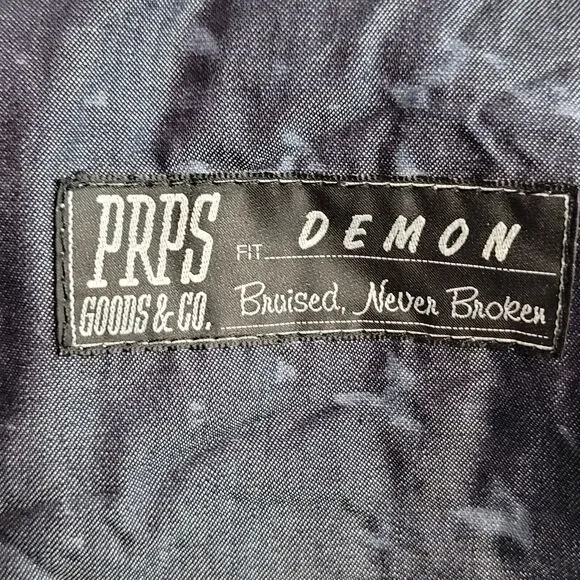 PRPS
GOODS & CO.
FIT DEMON
Bruised, Never Broken